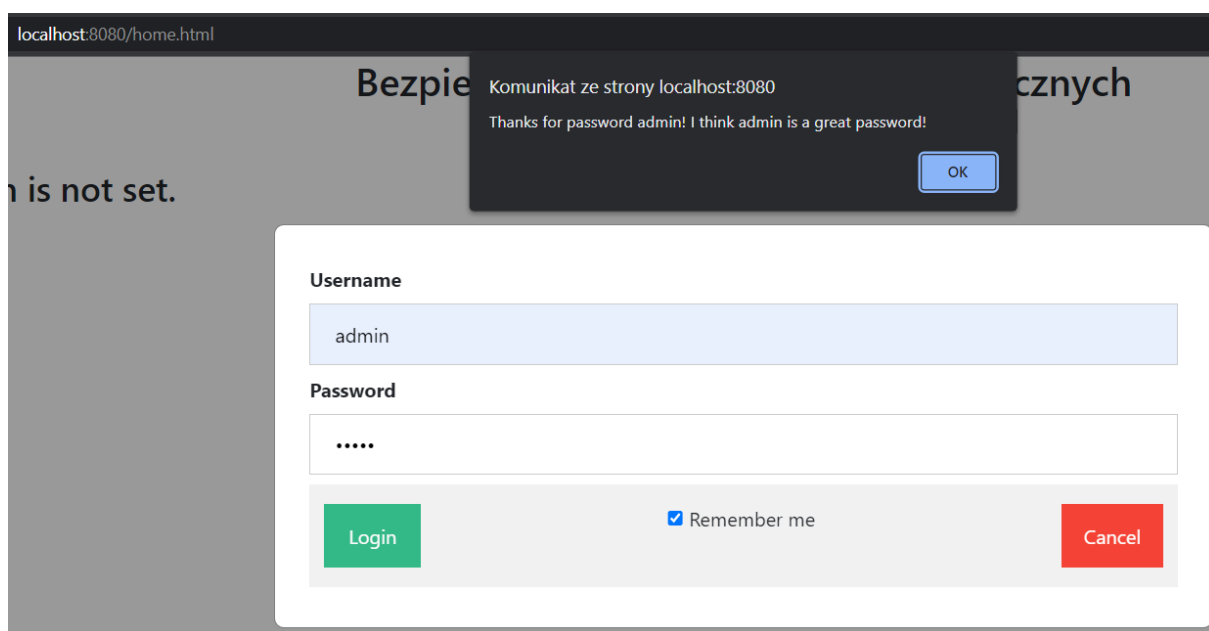 localhost:8080/home.html
Bezpie
cznych
Komunikat ze strony localhost:8080
Thanks for password admin! I think admin is a great password!
OK
is not set.
Username
admin
Password
•••••
Login
Remember me
Cancel